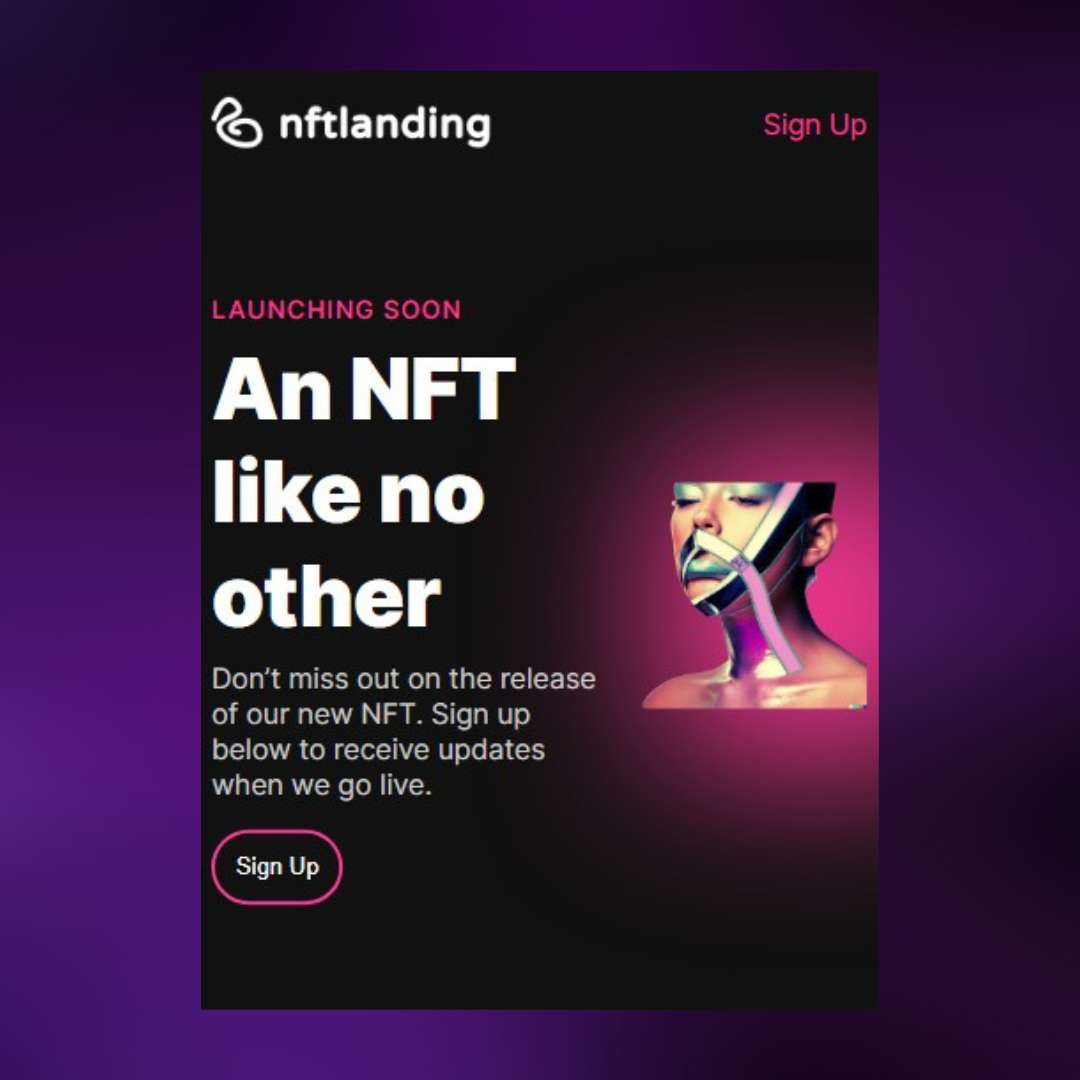 nftlanding
Sign Up
LAUNCHING SOON
An NFT
like no
other
Don’t miss out on the release
of our new NFT. Sign up
below to receive updates
when we go live.
Sign Up